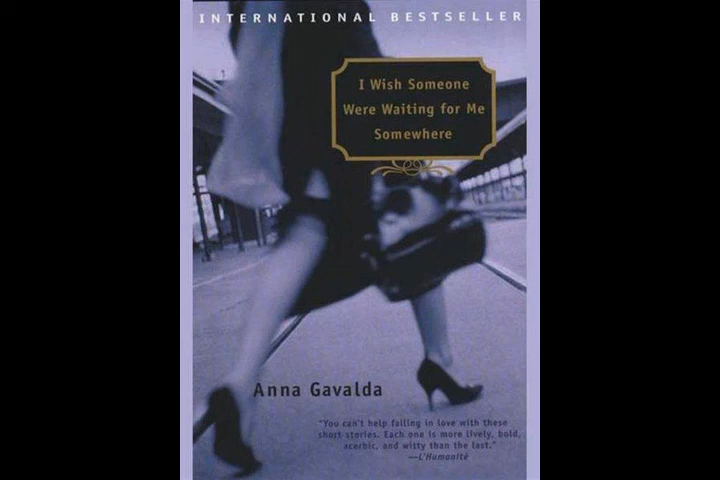 INTERNATIONAL BESTSELLER
I Wish Someone
Were Waiting for Me
Somewhere
Anna Gavalda
"You can't help falling in love with these
short stories. Each one is more lively, bold,
acerbic, and witty than the last."
—L'Humanité